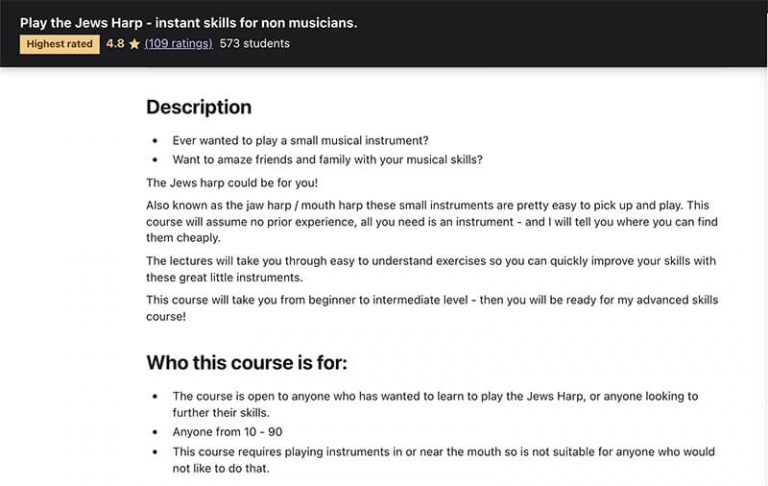 Play the Jews Harp - instant skills for non musicians.
Highest rated 4.8 ★ (109 ratings) 573 students
Description
• Ever wanted to play a small musical instrument?
• Want to amaze friends and family with your musical skills?
The Jews harp could be for you!
Also known as the jaw harp / mouth harp these small instruments are pretty easy to pick up and play. This
course will assume no prior experience, all you need is an instrument - and I will tell you where you can find
them cheaply.
The lectures will take you through easy to understand exercises so you can quickly improve your skills with
these great little instruments.
This course will take you from beginner to intermediate level - then you will be ready for my advanced skills
course!
Who this course is for:
• The course is open to anyone who has wanted to learn to play the Jews Harp, or anyone looking to
further their skills.
• Anyone from 10 - 90
• This course requires playing instruments in or near the mouth so is not suitable for anyone who would
not like to do that.